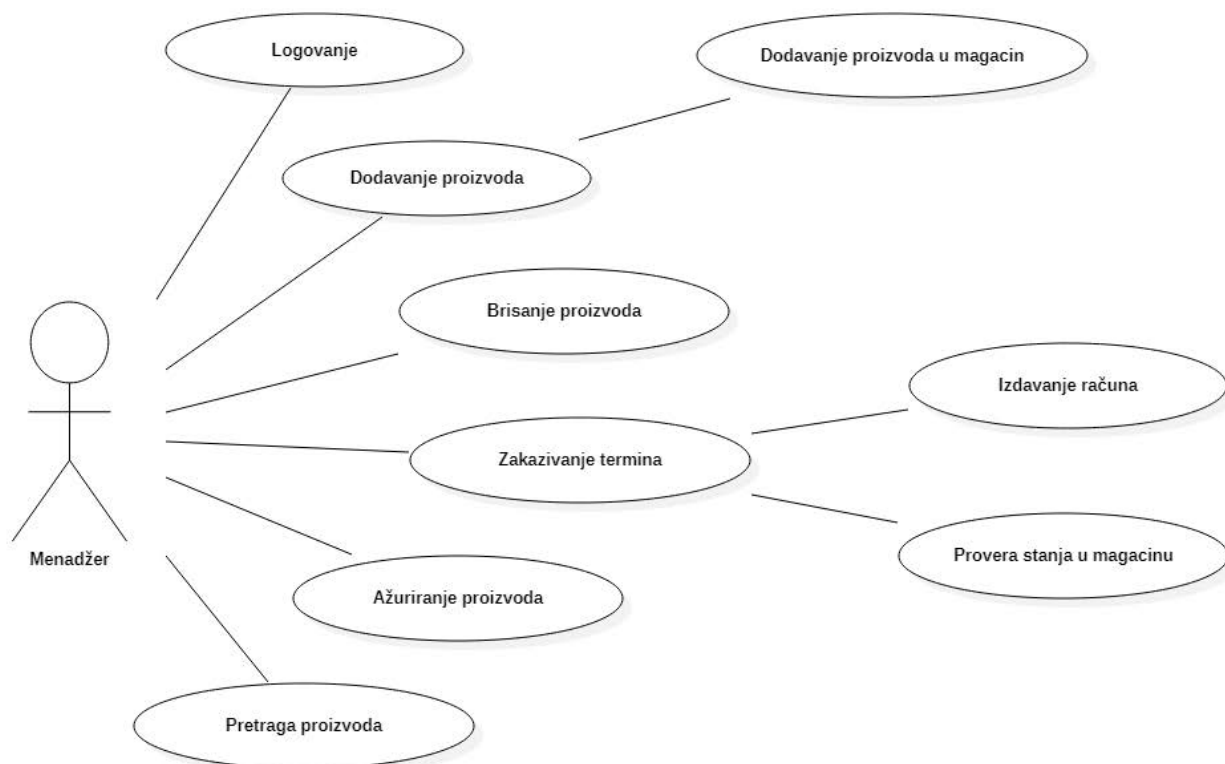 Logovanje
Dodavanje proizvoda u magacin
Dodavanje proizvoda
Brisanje proizvoda
Izdavanje računa
Zakazivanje termina
Provera stanja u magacinu
Menadžer
Ažuriranje proizvoda
Pretraga proizvoda